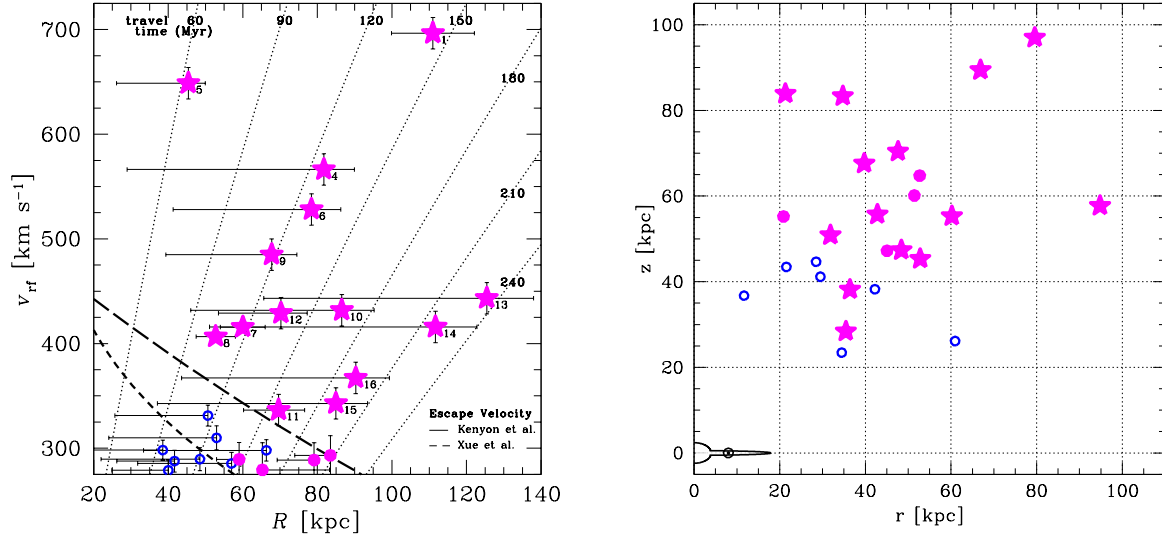 travel 60 90 120 150
time (Myr)
700
1
5
180
600
4
210
6
500
9
240
13
12
10
400
8
7
14
16
11
15
Escape Velocity
Kenyon et al.
Xue et al.
300
20 40 60 80 100 120 140
R [kpc]
v_rf [km s⁻¹]
100
80
60
40
20
0
0 20 40 60 80 100
r [kpc]
z [kpc]